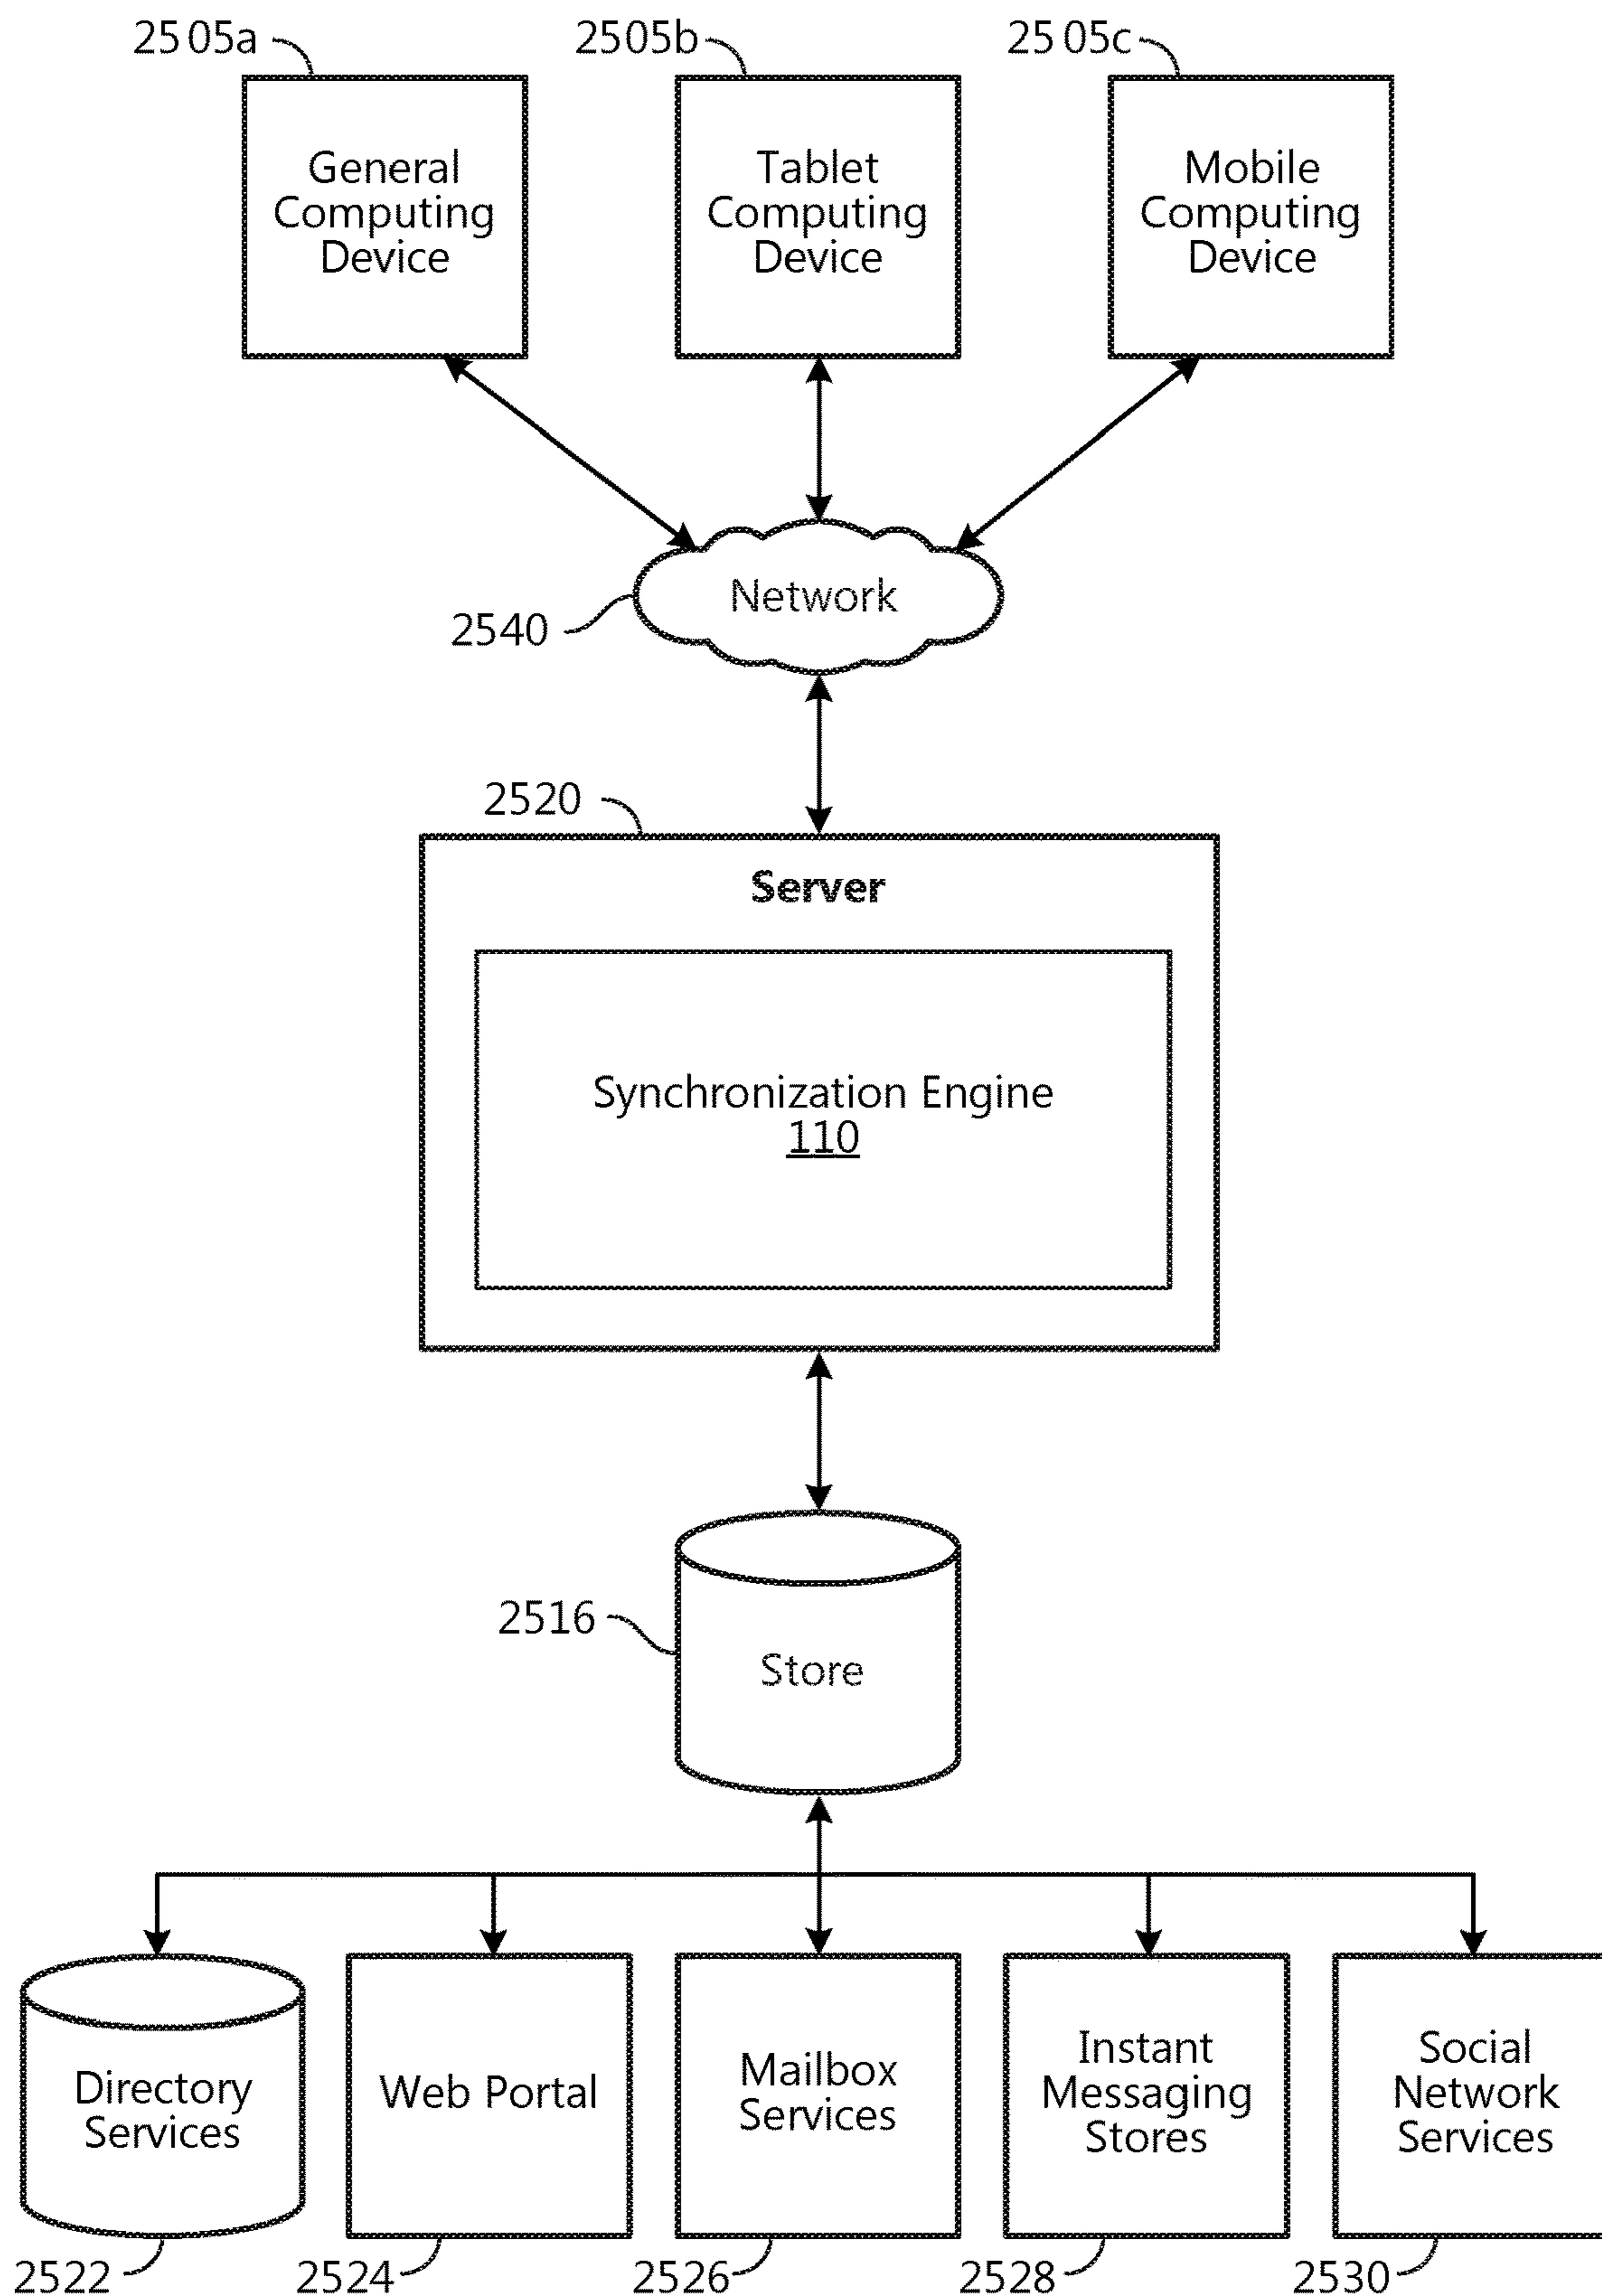 2505a
2505b
2505c
General
Computing
Device
Tablet
Computing
Device
Mobile
Computing
Device
Network
2540
2520
Server
Synchronization Engine
110
2516
Store
Directory
Services
Web Portal
Mailbox
Services
Instant
Messaging
Stores
Social
Network
Services
2522
2524
2526
2528
2530